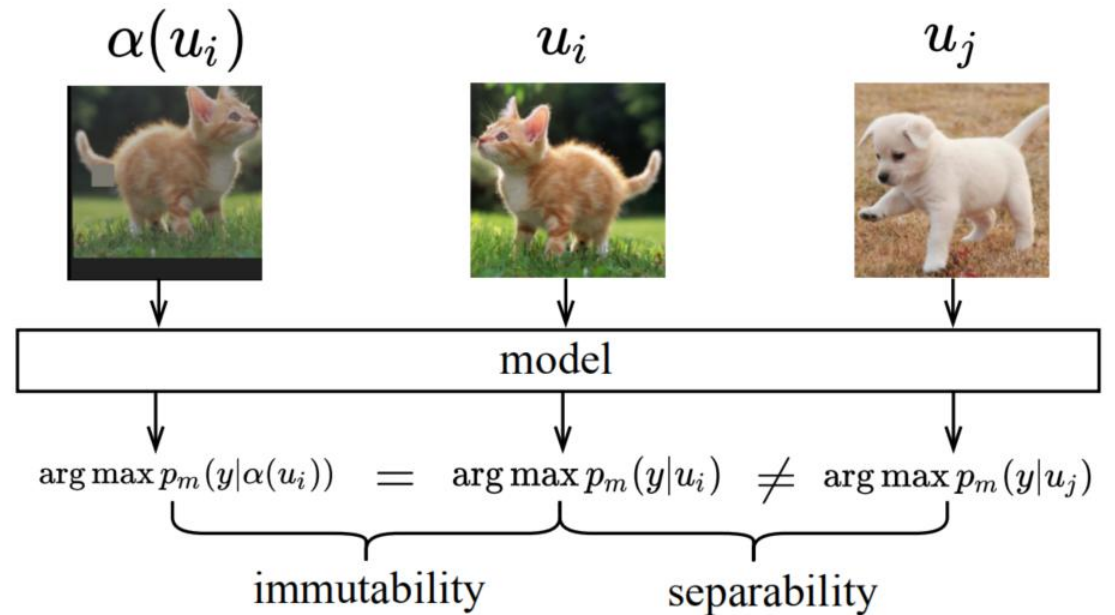 α(u_i) u_i u_j
model
arg max p_m(y|α(u_i)) = arg max p_m(y|u_i) ≠ arg max p_m(y|u_j)
immutability separability